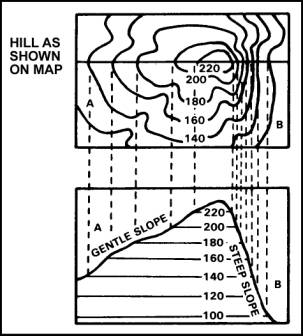 HILL AS
SHOWN
ON MAP
220
200
180
160
140
A
B
A
GENTLE SLOPE
STEEP SLOPE
B
220
200
180
160
140
120
100